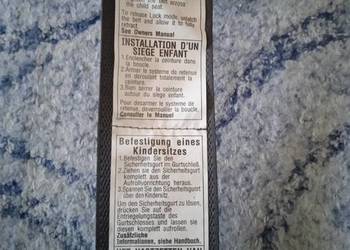 the child seat.
To release Lock mode, unlatch
the belt and allow it to fully
retract.
See Owners Manual
INSTALLATION D'UN
SIEGE ENFANT
1. Enclencher la ceinture dans
la boucle.
2. Armer le systeme de retenue
en deroulant totalement la
ceinture.
3. Bien serrer la ceinture
autour du siege enfant.
Pour desarmer le systeme de
retenue, deverrouiller la boucle.
Consulter le Manuel
Befestigung eines
Kindersitzes
1. Befestigen Sie den
Sicherheitsgurt im Gurtschließ.
2. Ziehen sie den Sicherheitsgurt
komplett aus der
Aufrollvorrichtung heraus.
3. Spannen Sie den Sicherheitsgurt
über den Kindersitz.
Um den Sicherheitsgurt zu lösen,
drücken Sie auf die
Entriegelungstaste des
Gurtschlosses und lassen sie
diesen komplett aufrollen.
Zusätzliche
Informationen, siehe Handbuch.